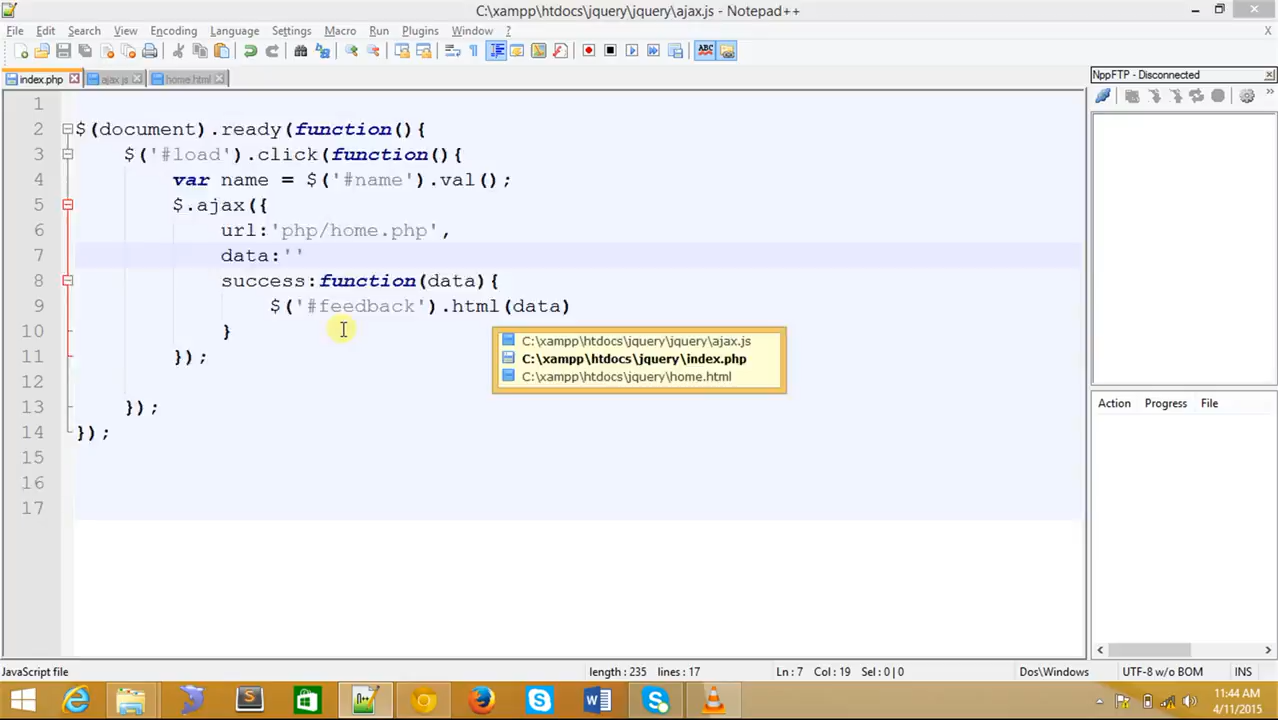 C:\xampp\htdocs\jquery\jquery\ajax.js - Notepad++
File Edit Search View Encoding Language Settings Macro Run Plugins Window ? X
ABC
index.php ajax.js home.html
NppFTP - Disconnected
1
2 $(document).ready(function(){
3 $('#load').click(function(){
4 var name = $('#name').val();
5 $.ajax({
6 url:'php/home.php',
7 data:''
8 success:function(data){
9 $('#feedback').html(data)
10 }
11 });
12
13 });
14 });
15
16
17
C:\xampp\htdocs\jquery\jquery\ajax.js
C:\xampp\htdocs\jquery\index.php
C:\xampp\htdocs\jquery\home.html
Action Progress File
JavaScript file length : 235 lines : 17 Ln : 7 Col : 19 Sel : 0 | 0 Dos\Windows UTF-8 w/o BOM INS
11:44 AM
4/11/2015